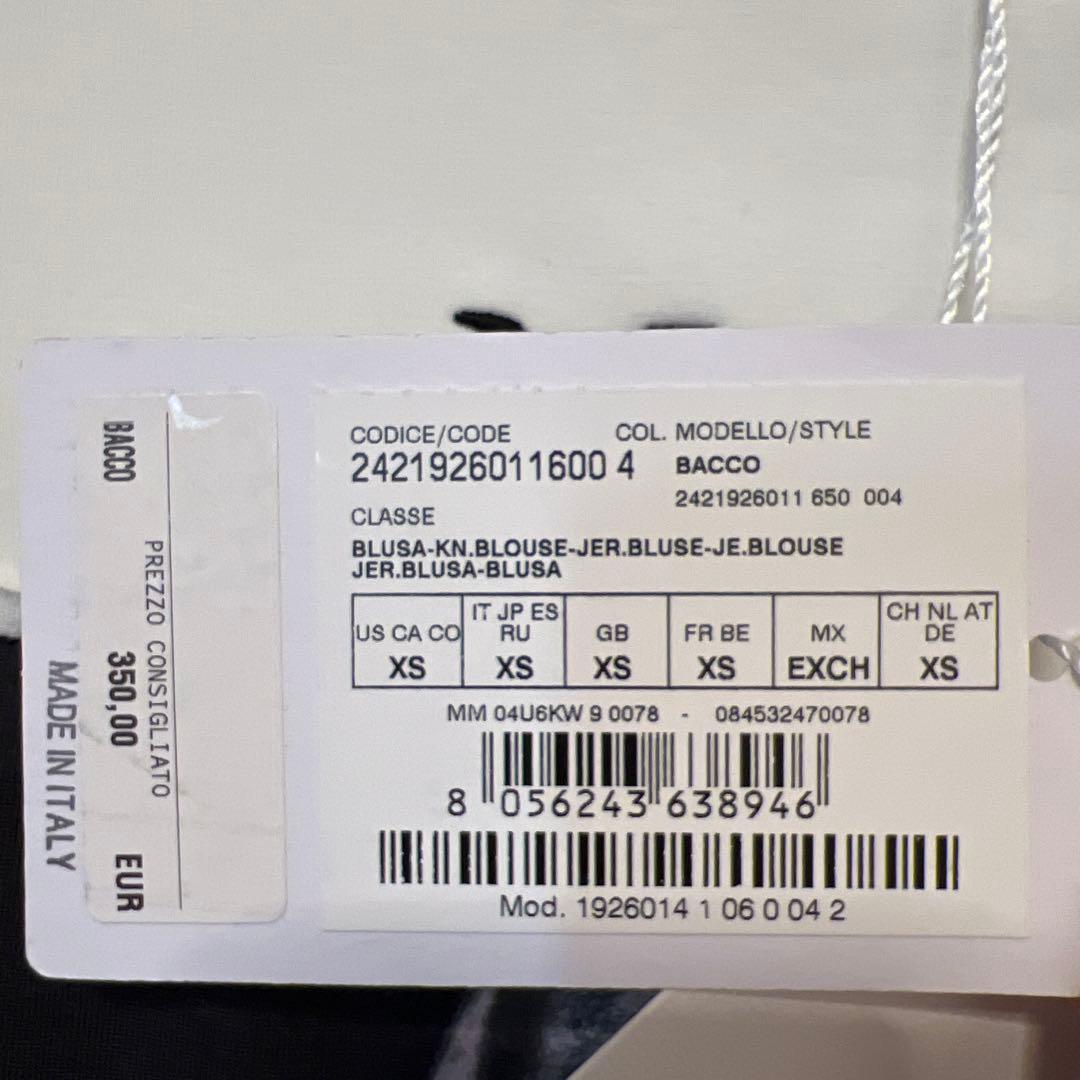 BACCO
PREZZO CONSIGLIATO
350,00 EUR
MADE IN ITALY
CODICE/CODE COL. MODELLO/STYLE
2421926011600 4 BACCO
2421926011 650 004
CLASSE
BLUSA-KN.BLOUSE-JER.BLUSE-JE.BLOUSE
JER.BLUSA-BLUSA
US CA CO IT JP ES RU GB FR BE MX CH NL AT DE
XS XS XS XS EXCH XS
MM 04U6KW 9 0078 - 084532470078
8 056243 638946
Mod. 1926014 1 06 0 04 2